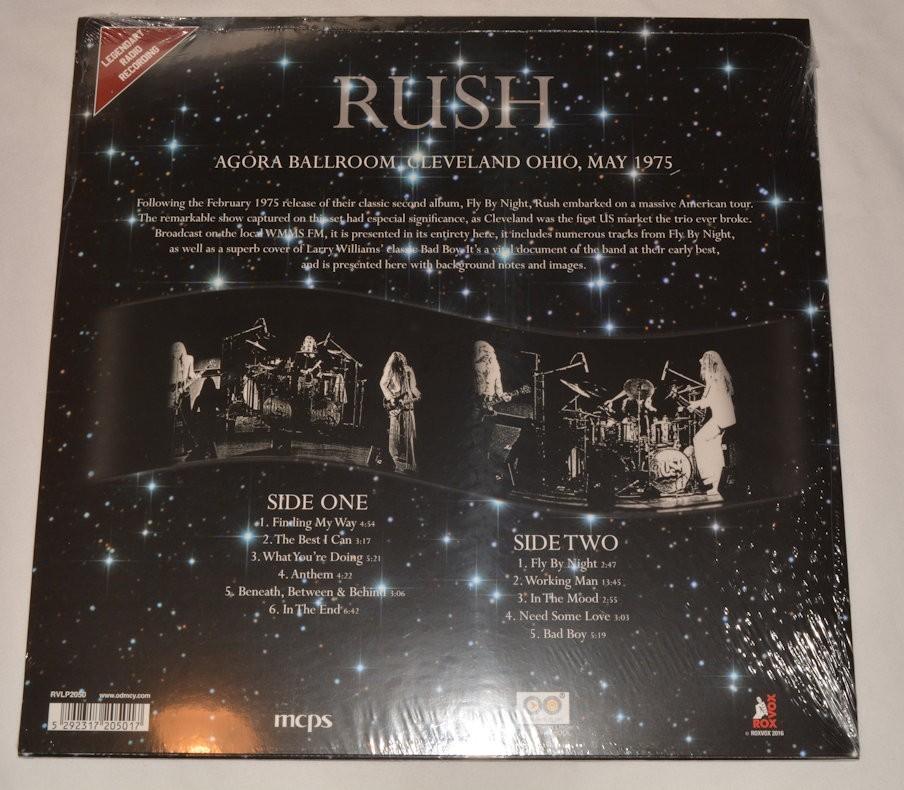 LEGENDARY
RADIO
RECORDING
RUSH
AGORA BALLROOM, CLEVELAND OHIO, MAY 1975
Following the February 1975 release of their classic second album, Fly By Night, Rush embarked on a massive American tour.
The remarkable show captured on this set had especial significance, as Cleveland was the first US market the trio ever broke.
Broadcast on the local WMMS FM, it is presented in its entirety here, it includes numerous tracks from Fly By Night,
as well as a superb cover of Larry Williams' classic Bad Boy. It's a vital document of the band at their early best,
and is presented here with background notes and images.
RUSH
SIDE ONE
1. Finding My Way 4:54
2. The Best I Can 3:17
3. What You're Doing 5:21
4. Anthem 4:22
5. Beneath, Between & Behind 3:06
6. In The End 6:42
SIDE TWO
1. Fly By Night 2:47
2. Working Man 13:45
3. In The Mood 2:55
4. Need Some Love 3:03
5. Bad Boy 5:19
RVLP2050 www.odmcy.com
5 292317 205017
mcps
ROX VOX
© ROXVOX 2016